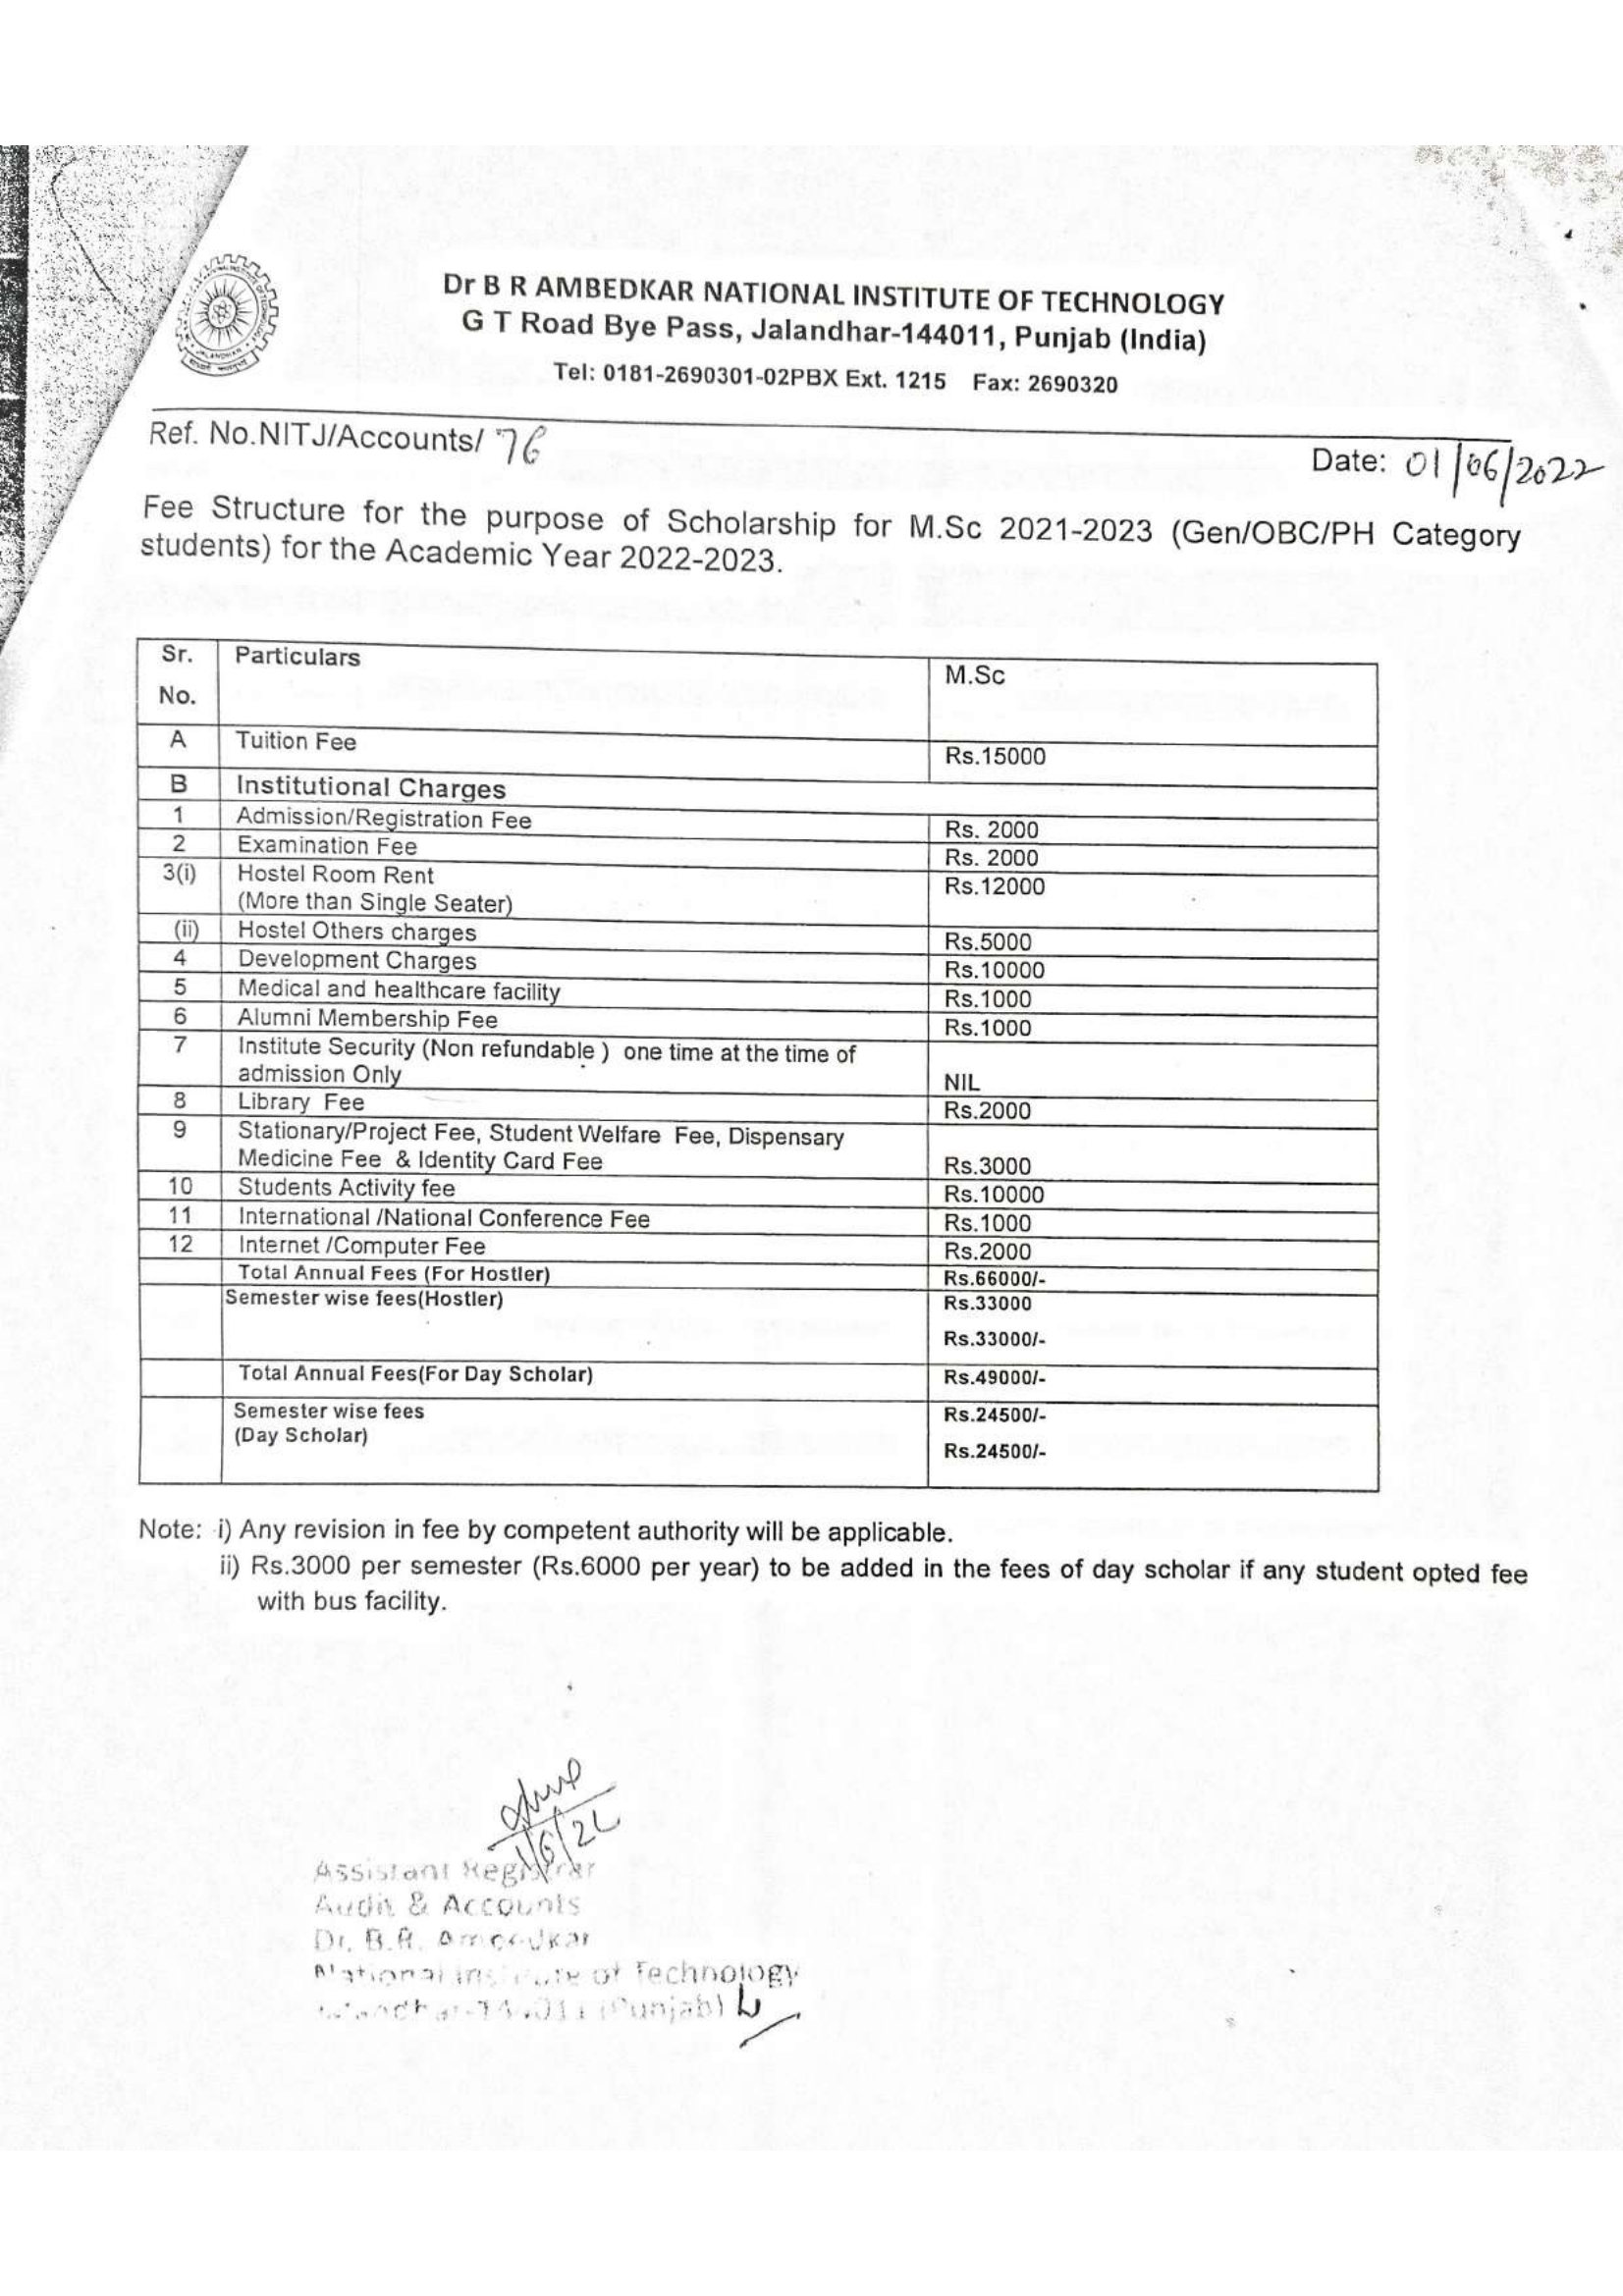 Dr B R AMBEDKAR NATIONAL INSTITUTE OF TECHNOLOGY
G T Road Bye Pass, Jalandhar-144011, Punjab (India)
Tel: 0181-2690301-02PBX Ext. 1215 Fax: 2690320
JALANDHAR
Ref. No.NITJ/Accounts/ 76
Date: 01/06/2022
Fee Structure for the purpose of Scholarship for M.Sc 2021-2023 (Gen/OBC/PH Category
students) for the Academic Year 2022-2023.
Sr. No. Particulars M.Sc
A Tuition Fee Rs.15000
B Institutional Charges
1 Admission/Registration Fee Rs. 2000
2 Examination Fee Rs. 2000
3(i) Hostel Room Rent Rs.12000
(More than Single Seater)
(ii) Hostel Others charges Rs.5000
4 Development Charges Rs.10000
5 Medical and healthcare facility Rs.1000
6 Alumni Membership Fee Rs.1000
7 Institute Security (Non refundable ) one time at the time of
admission Only NIL
8 Library Fee Rs.2000
9 Stationary/Project Fee, Student Welfare Fee, Dispensary
Medicine Fee & Identity Card Fee Rs.3000
10 Students Activity fee Rs.10000
11 International /National Conference Fee Rs.1000
12 Internet /Computer Fee Rs.2000
Total Annual Fees (For Hostler) Rs.66000/-
Semester wise fees(Hostler) Rs.33000
Rs.33000/-
Total Annual Fees(For Day Scholar) Rs.49000/-
Semester wise fees Rs.24500/-
(Day Scholar)
Rs.24500/-
Note: i) Any revision in fee by competent authority will be applicable.
ii) Rs.3000 per semester (Rs.6000 per year) to be added in the fees of day scholar if any student opted fee
with bus facility.
1/6/22
Assistant Registrar
Audit & Accounts
Dr. B.R. Ambedkar
National Institute of Technology
Jalandhar-144011 (Punjab)